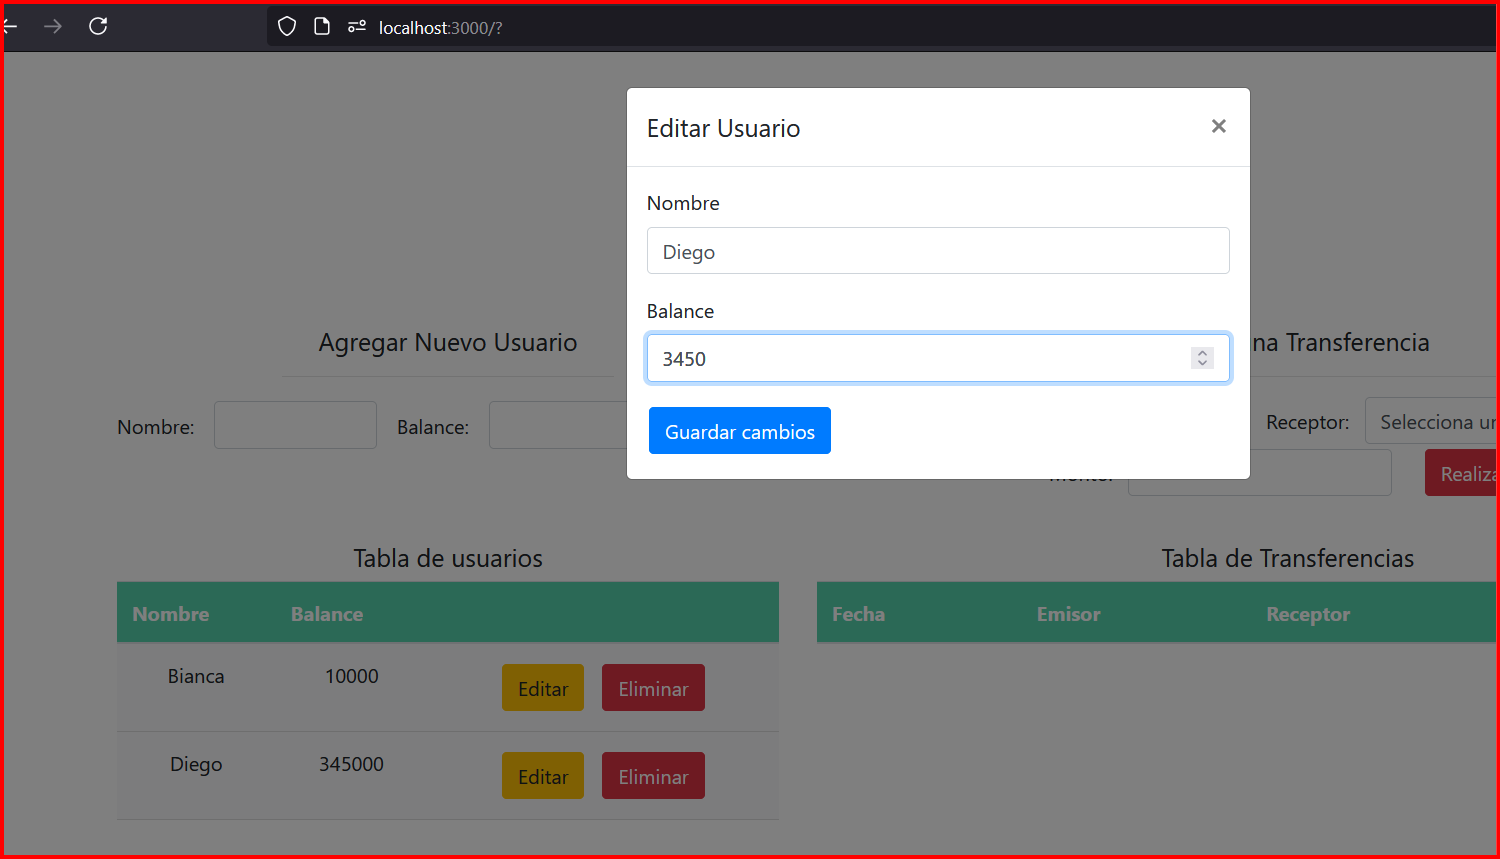 localhost:3000/?
Editar Usuario
Nombre
Diego
Balance
3450
Guardar cambios
Agregar Nuevo Usuario
Nombre:
Balance:
na Transferencia
Receptor:
Selecciona un
Realiza
Tabla de usuarios
Nombre Balance
Bianca 10000 Editar Eliminar
Diego 345000 Editar Eliminar
Tabla de Transferencias
Fecha Emisor Receptor